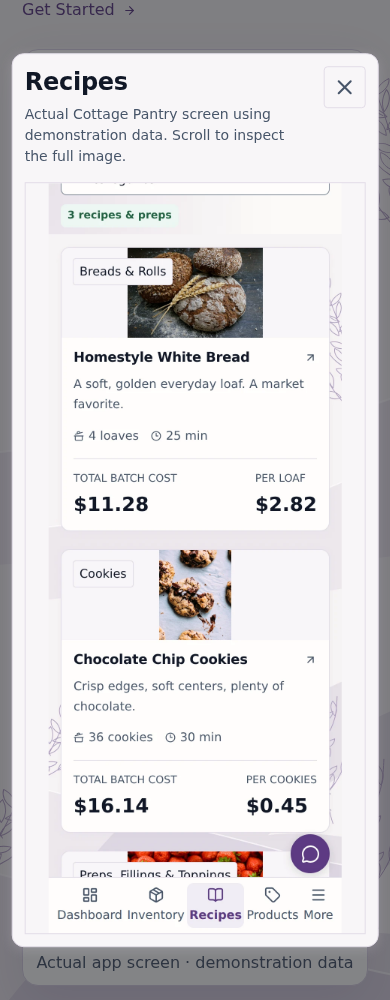 Get Started →
Recipes
Actual Cottage Pantry screen using
demonstration data. Scroll to inspect
the full image.
3 recipes & preps
Breads & Rolls
Homestyle White Bread
A soft, golden everyday loaf. A market
favorite.
4 loaves 25 min
TOTAL BATCH COST PER LOAF
$11.28 $2.82
Cookies
Chocolate Chip Cookies
Crisp edges, soft centers, plenty of
chocolate.
36 cookies 30 min
TOTAL BATCH COST PER COOKIES
$16.14 $0.45
Preps, Fillings & Toppings
Dashboard Inventory Recipes Products More
Actual app screen · demonstration data